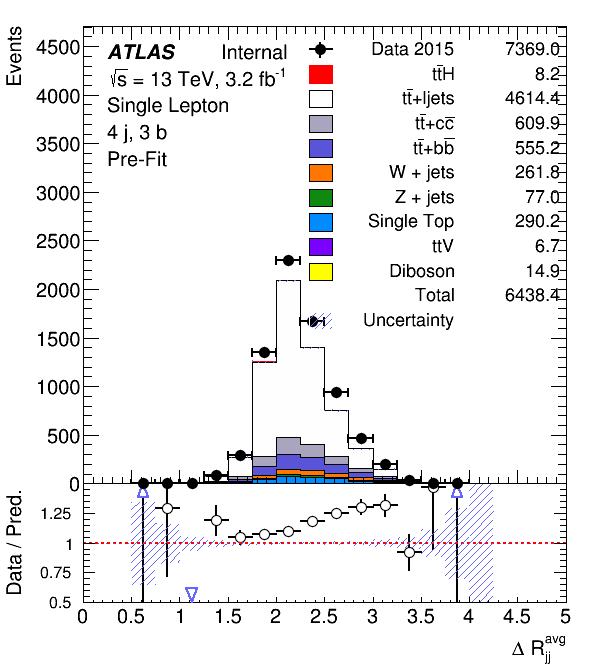 Events
4500
4000
3500
3000
2500
2000
1500
1000
500
0
ATLAS Internal
√s = 13 TeV, 3.2 fb⁻¹
Single Lepton
4 j, 3 b
Pre-Fit
Data 2015 7369.0
tt̄H 8.2
tt̄+ljets 4614.4
tt̄+cc̄ 609.9
tt̄+bb̄ 555.2
W + jets 261.8
Z + jets 77.0
Single Top 290.2
ttV 6.7
Diboson 14.9
Total 6438.4
Uncertainty
Data / Pred.
1.25
1
0.75
0.5
0 0.5 1 1.5 2 2.5 3 3.5 4 4.5 5
Δ R_jj^avg